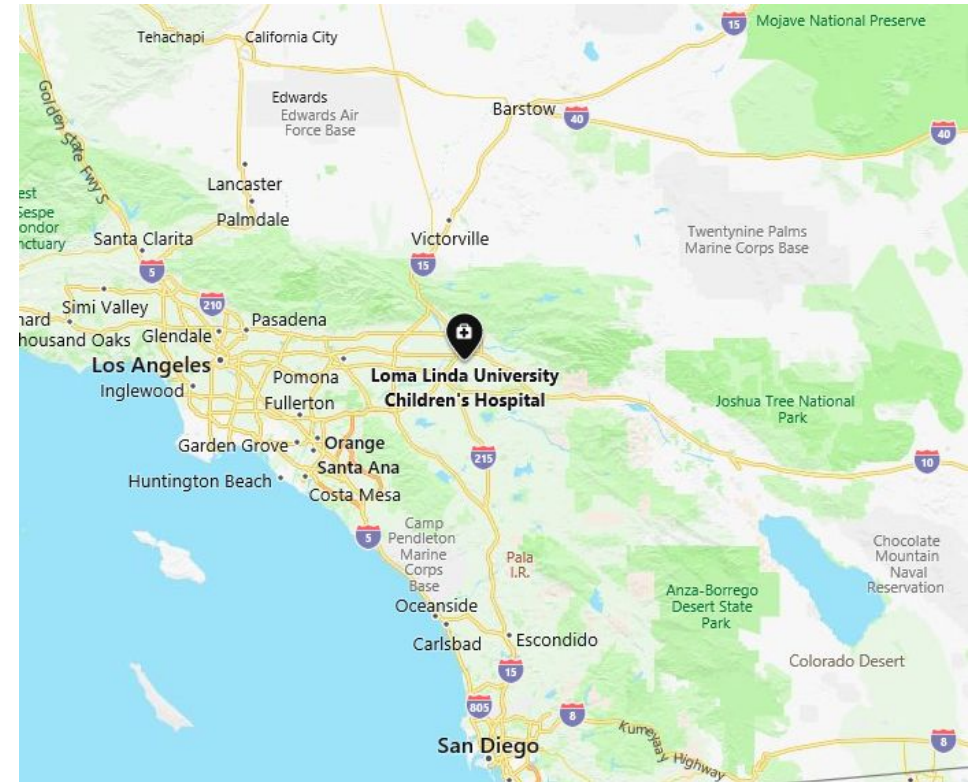 15
Mojave National Preserve
Tehachapi
California City
Golden State Fwy S
Edwards
Edwards Air
Force Base
Barstow
40
40
Lancaster
Palmdale
est
Sespe
ondor
nctuary
Santa Clarita
Victorville
Twentynine Palms
Marine Corps Base
5
15
210
Simi Valley
nard
housand Oaks
Glendale
Pasadena
Los Angeles
Inglewood
Pomona
Loma Linda University
Children's Hospital
Fullerton
Joshua Tree National
Park
Garden Grove
Orange
Santa Ana
215
10
Huntington Beach
Costa Mesa
5
Camp
Pendleton
Marine
Corps
Base
Pala
I.R.
Chocolate
Mountain
Naval
Reservation
Anza-Borrego
Desert State
Park
Oceanside
Carlsbad
Escondido
Colorado Desert
15
805
8
Kumeyaay Highway
8
San Diego